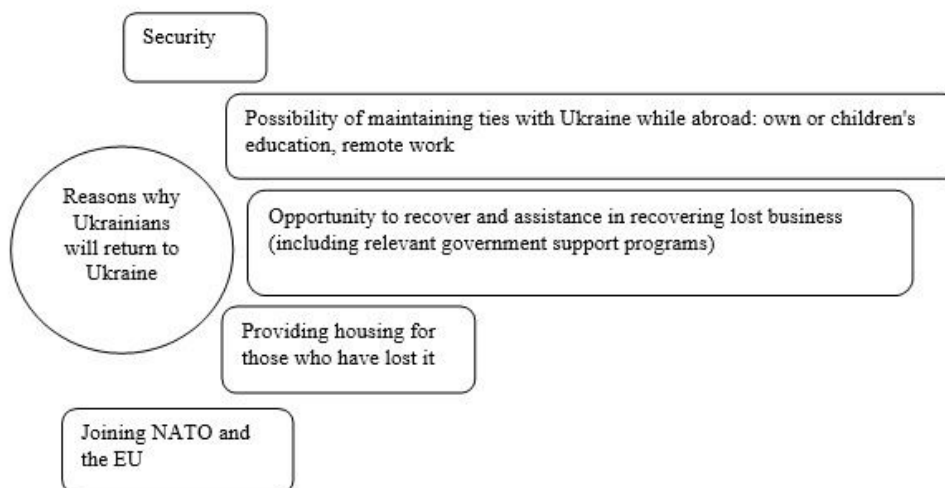 Security
Possibility of maintaining ties with Ukraine while abroad: own or children's
education, remote work
Reasons why
Ukrainians
will return to
Ukraine
Opportunity to recover and assistance in recovering lost business
(including relevant government support programs)
Providing housing for
those who have lost it
Joining NATO and
the EU